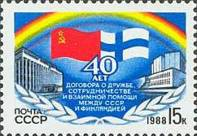 40
ЛЕТ
ДОГОВОРА О ДРУЖБЕ,
СОТРУДНИЧЕСТВЕ
И ВЗАИМНОЙ ПОМОЩИ
МЕЖДУ СССР
И ФИНЛЯНДИЕЙ
ПОЧТА
СССР
1988 15К